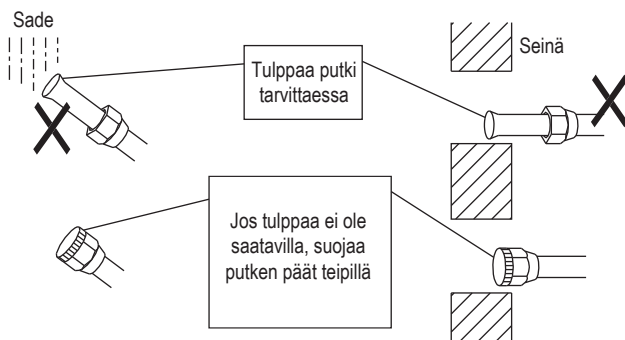 Sade
Seinä
Tulppaa putki
tarvittaessa
Jos tulppaa ei ole
saatavilla, suojaa
putken päät teipillä